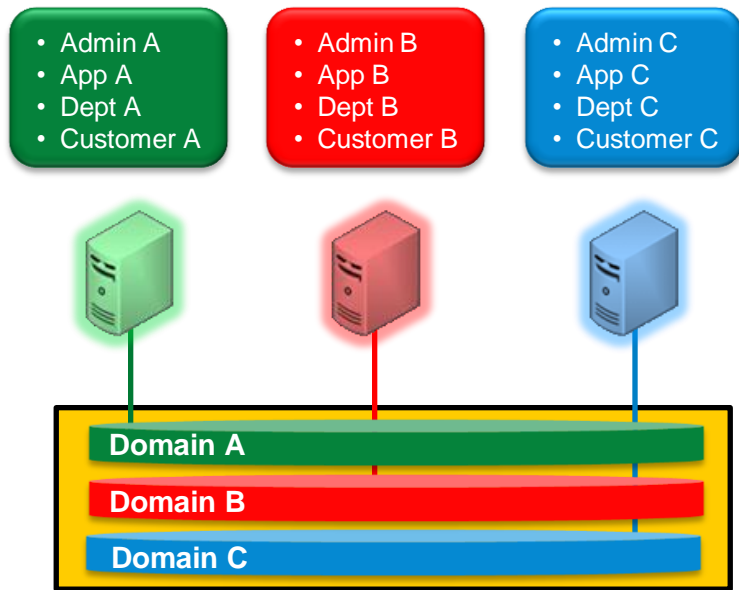 • Admin A
• App A
• Dept A
• Customer A
• Admin B
• App B
• Dept B
• Customer B
• Admin C
• App C
• Dept C
• Customer C
Domain A
Domain B
Domain C